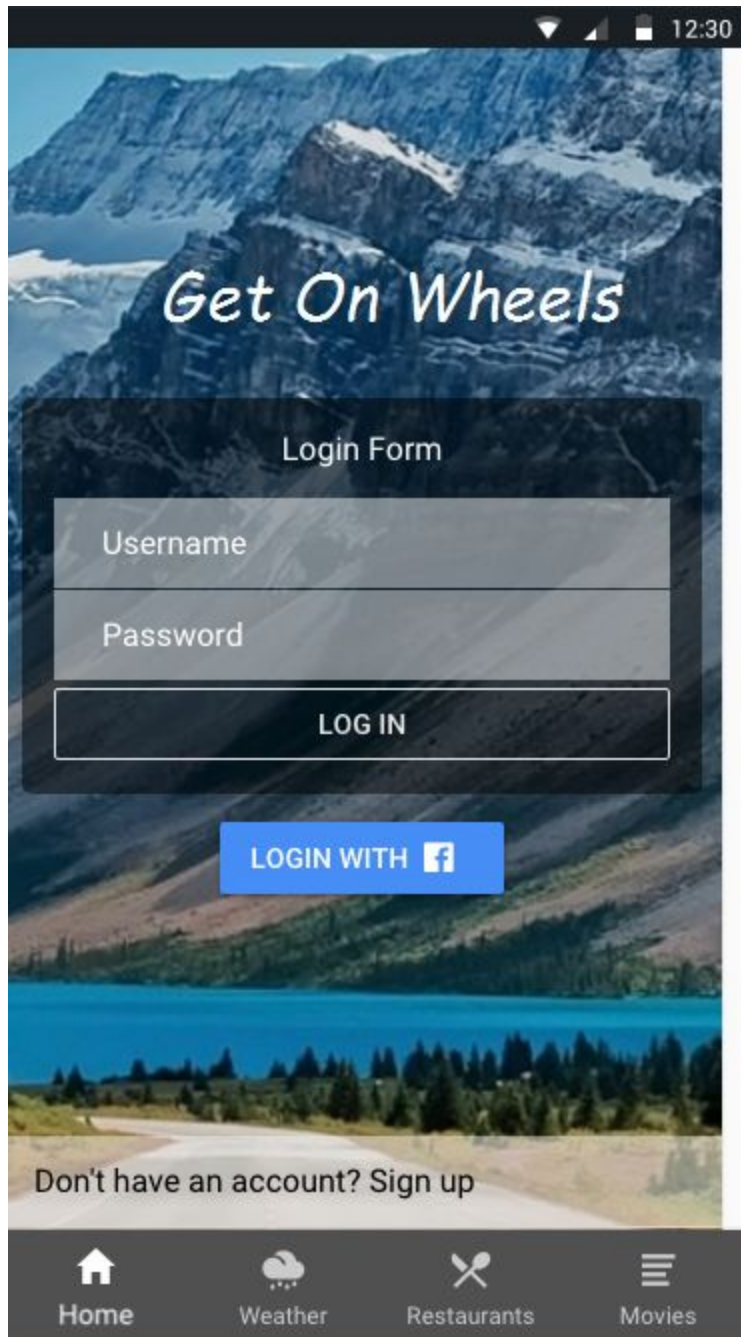 12:30
Get On Wheels
Login Form
Username
Password
LOG IN
LOGIN WITH
Don't have an account? Sign up
Home Weather Restaurants Movies